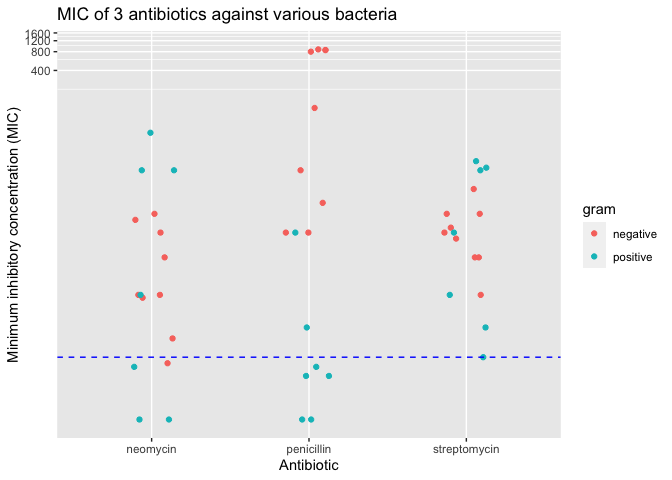 MIC of 3 antibiotics against various bacteria
1600
1200
800
400
Minimum inhibitory concentration (MIC)
gram
negative
positive
neomycin
penicillin
streptomycin
Antibiotic